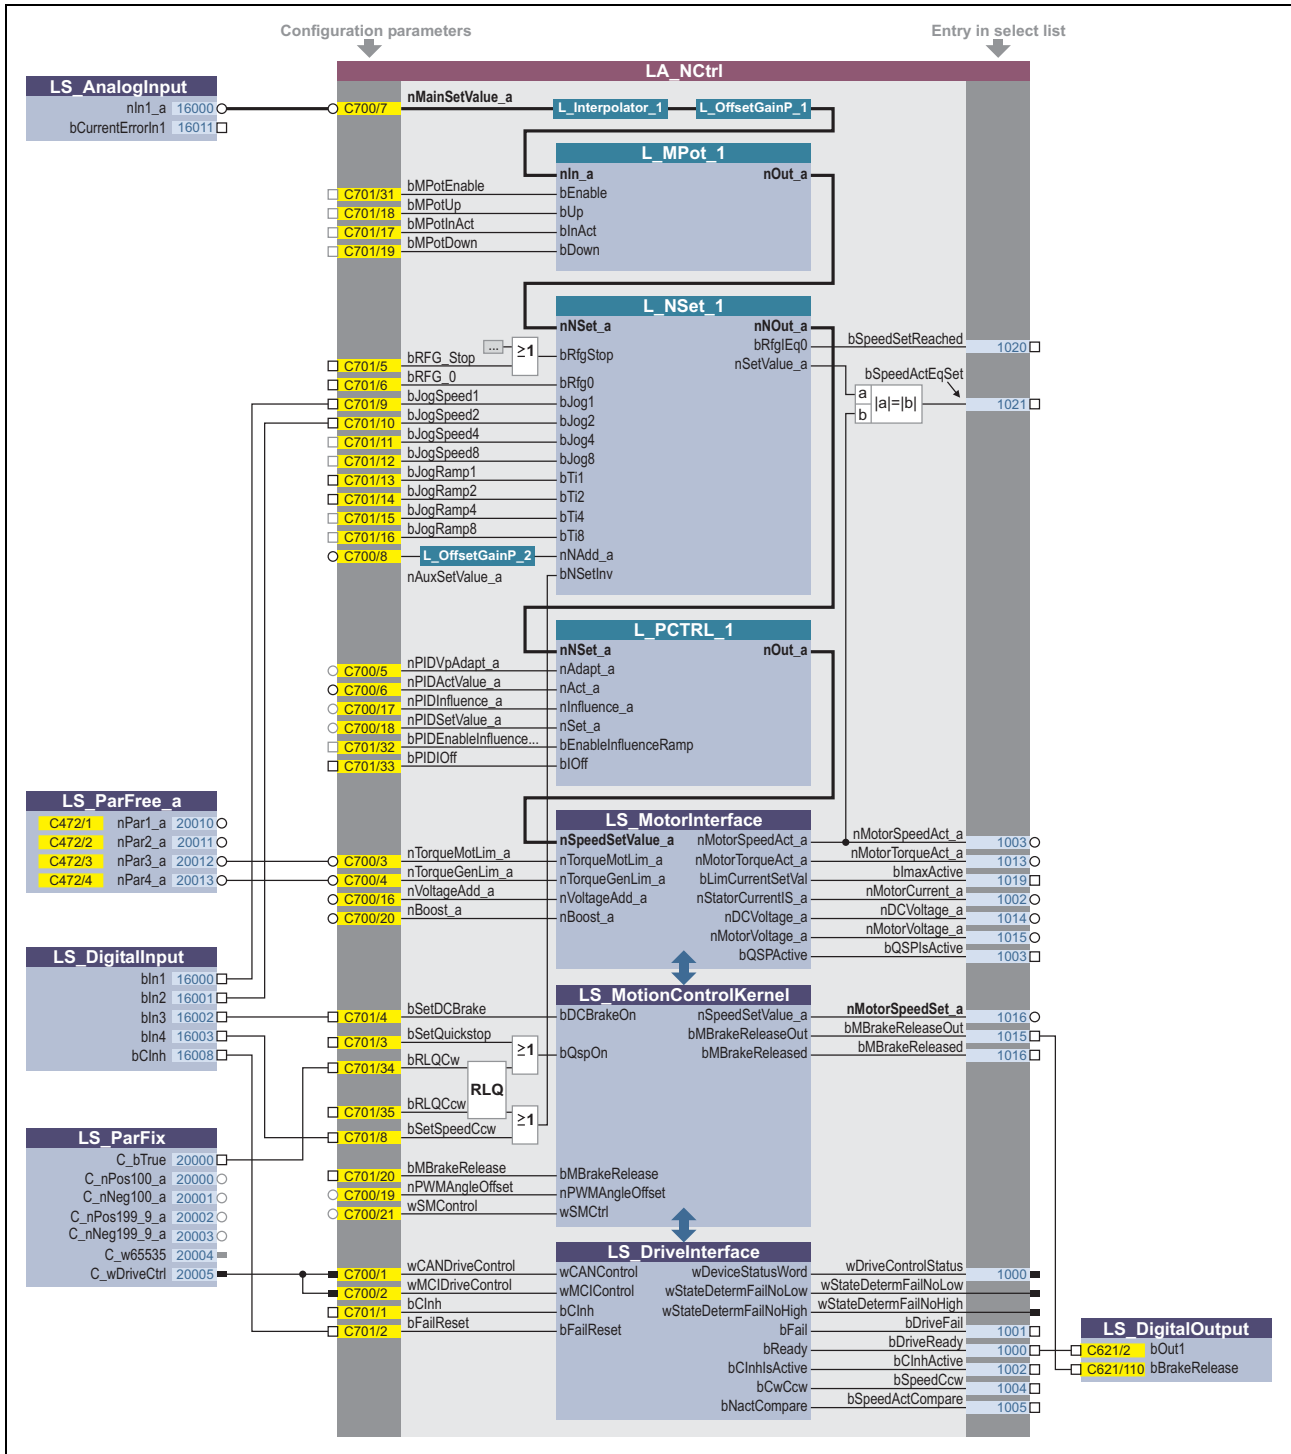 Configuration parameters
Entry in select list
LA_NCtrl
LS_AnalogInput
nIn1_a 16000
bCurrentErrorIn1 16011
C700/7 nMainSetValue_a
L_Interpolator_1 L_OffsetGainP_1
L_MPot_1
nIn_a nOut_a
C701/31 bMPotEnable bEnable
C701/18 bMPotUp bUp
C701/17 bMPotInAct bInAct
C701/19 bMPotDown bDown
L_NSet_1
nNSet_a nNOut_a
bRfgIEq0 bSpeedSetReached 1020
... ≥1 bRfgStop
nSetValue_a
C701/5 bRFG_Stop
bSpeedActEqSet
a |a|=|b| 1021
b
C701/6 bRFG_0 bRfg0
C701/9 bJogSpeed1 bJog1
C701/10 bJogSpeed2 bJog2
C701/11 bJogSpeed4 bJog4
C701/12 bJogSpeed8 bJog8
C701/13 bJogRamp1 bTi1
C701/14 bJogRamp2 bTi2
C701/15 bJogRamp4 bTi4
C701/16 bJogRamp8 bTi8
C700/8 L_OffsetGainP_2 nNAdd_a
nAuxSetValue_a bNSetInv
L_PCTRL_1
nNSet_a nOut_a
C700/5 nPIDVpAdapt_a nAdapt_a
C700/6 nPIDActValue_a nAct_a
C700/17 nPIDInfluence_a nInfluence_a
C700/18 nPIDSetValue_a nSet_a
C701/32 bPIDEnableInfluence... bEnableInfluenceRamp
C701/33 bPIDIOff bIOff
LS_ParFree_a
C472/1 nPar1_a 20010
C472/2 nPar2_a 20011
C472/3 nPar3_a 20012
C472/4 nPar4_a 20013
LS_MotorInterface
nSpeedSetValue_a nMotorSpeedAct_a nMotorSpeedAct_a 1003
C700/3 nTorqueMotLim_a nTorqueMotLim_a nMotorTorqueAct_a nMotorTorqueAct_a 1013
C700/4 nTorqueGenLim_a nTorqueGenLim_a bLimCurrentSetVal bImaxActive 1019
C700/16 nVoltageAdd_a nVoltageAdd_a nStatorCurrentIS_a nMotorCurrent_a 1002
C700/20 nBoost_a nBoost_a nDCVoltage_a nDCVoltage_a 1014
nMotorVoltage_a nMotorVoltage_a 1015
bQSPActive bQSPIsActive 1003
LS_DigitalInput
bIn1 16000
bIn2 16001
bIn3 16002
bIn4 16003
bCInh 16008
LS_MotionControlKernel
C701/4 bSetDCBrake bDCBrakeOn nSpeedSetValue_a nMotorSpeedSet_a 1016
C701/3 bSetQuickstop bMBrakeReleaseOut bMBrakeReleaseOut 1015
≥1 bQspOn bMBrakeReleased bMBrakeReleased 1016
C701/34 bRLQCw
RLQ
C701/35 bRLQCcw
≥1
C701/8 bSetSpeedCcw
C701/20 bMBrakeRelease bMBrakeRelease
C700/19 nPWMAngleOffset nPWMAngleOffset
C700/21 wSMControl wSMCtrl
LS_ParFix
C_bTrue 20000
C_nPos100_a 20000
C_nNeg100_a 20001
C_nPos199_9_a 20002
C_nNeg199_9_a 20003
C_w65535 20004
C_wDriveCtrl 20005
LS_DriveInterface
C700/1 wCANDriveControl wCANControl wDeviceStatusWord wDriveControlStatus 1000
C700/2 wMCIDriveControl wMCIControl wStateDetermFailNoLow wStateDetermFailNoLow
C701/1 bCInh bCInh wStateDetermFailNoHigh wStateDetermFailNoHigh
C701/2 bFailReset bFailReset bFail bDriveFail 1001
bReady bDriveReady 1000
bCInhIsActive bCInhActive 1002
bCwCcw bSpeedCcw 1004
bNactCompare bSpeedActCompare 1005
LS_DigitalOutput
C621/2 bOut1
C621/110 bBrakeRelease